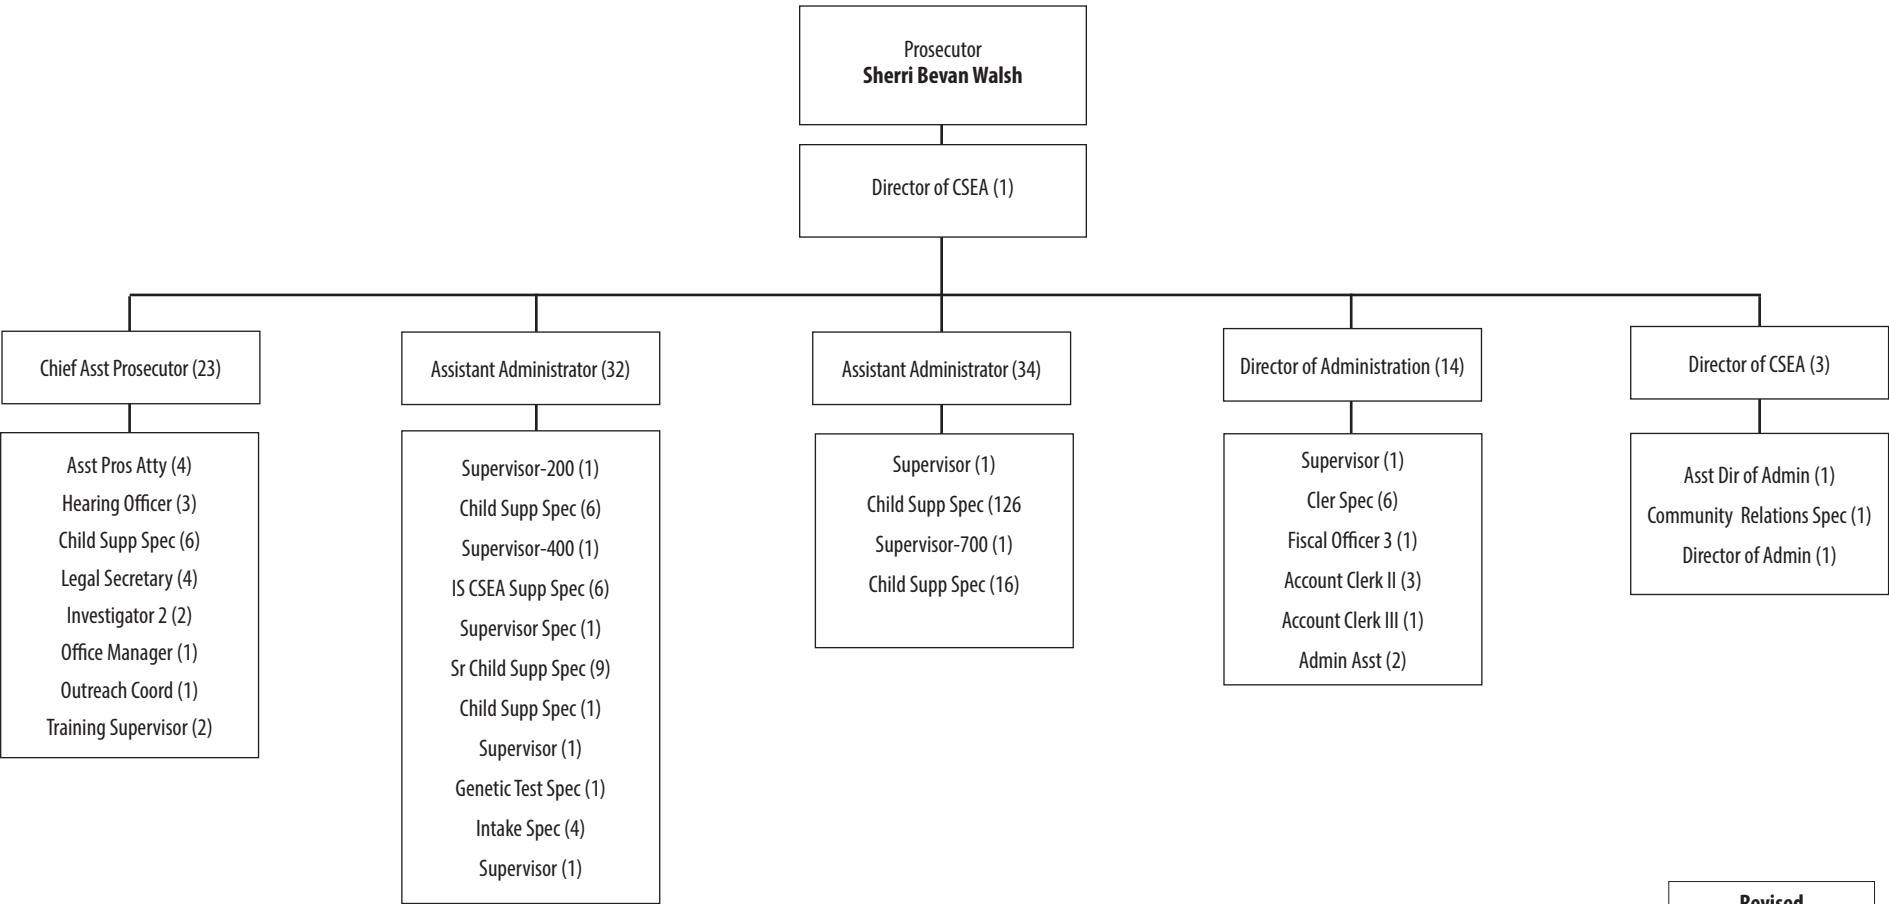 Prosecutor
Sherri Bevan Walsh
Director of CSEA (1)
Chief Asst Prosecutor (23)
Asst Pros Atty (4)
Hearing Officer (3)
Child Supp Spec (6)
Legal Secretary (4)
Investigator 2 (2)
Office Manager (1)
Outreach Coord (1)
Training Supervisor (2)
Assistant Administrator (32)
Supervisor-200 (1)
Child Supp Spec (6)
Supervisor-400 (1)
IS CSEA Supp Spec (6)
Supervisor Spec (1)
Sr Child Supp Spec (9)
Child Supp Spec (1)
Supervisor (1)
Genetic Test Spec (1)
Intake Spec (4)
Supervisor (1)
Assistant Administrator (34)
Supervisor (1)
Child Supp Spec (126
Supervisor-700 (1)
Child Supp Spec (16)
Director of Administration (14)
Supervisor (1)
Cler Spec (6)
Fiscal Officer 3 (1)
Account Clerk II (3)
Account Clerk III (1)
Admin Asst (2)
Director of CSEA (3)
Asst Dir of Admin (1)
Community Relations Spec (1)
Director of Admin (1)
Revised